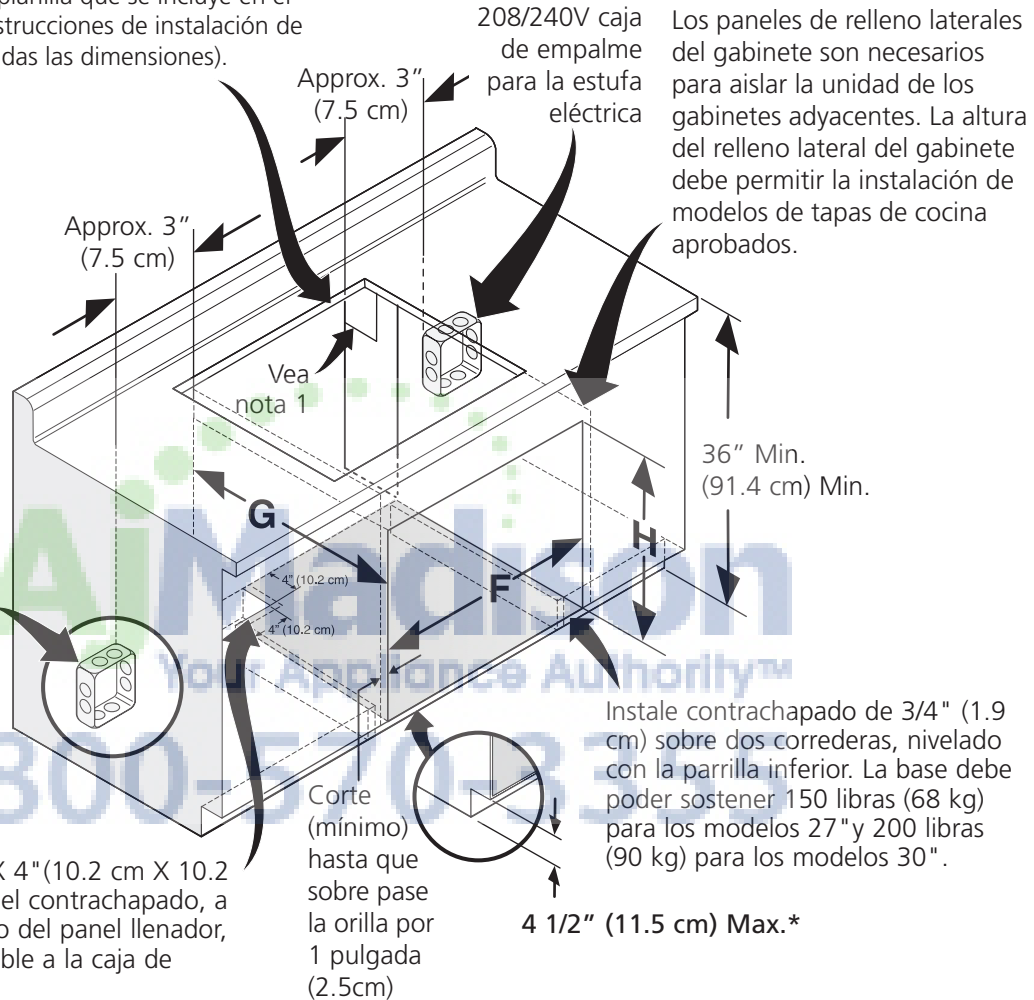 planilla que se incluye en el
strucciones de instalación de
das las dimensiones).
Approx. 3”
(7.5 cm)
208/240V caja
de empalme
para la estufa
eléctrica
Los paneles de relleno laterales
del gabinete son necesarios
para aislar la unidad de los
gabinetes adyacentes. La altura
del relleno lateral del gabinete
debe permitir la instalación de
modelos de tapas de cocina
aprobados.
Approx. 3”
(7.5 cm)
Vea
nota 1
36” Min.
(91.4 cm) Min.
G
H
F
4” (10.2 cm)
4” (10.2 cm)
AjMadison
Your Appliance Authority™
800-570-3355
Instale contrachapado de 3/4" (1.9
cm) sobre dos correderas, nivelado
con la parrilla inferior. La base debe
poder sostener 150 libras (68 kg)
para los modelos 27"y 200 libras
(90 kg) para los modelos 30".
Corte
(mínimo)
hasta que
sobre pase
la orilla por
1 pulgada
(2.5cm)
X 4"(10.2 cm X 10.2
el contrachapado, a
o del panel llenador,
ble a la caja de
4 1/2” (11.5 cm) Max.*